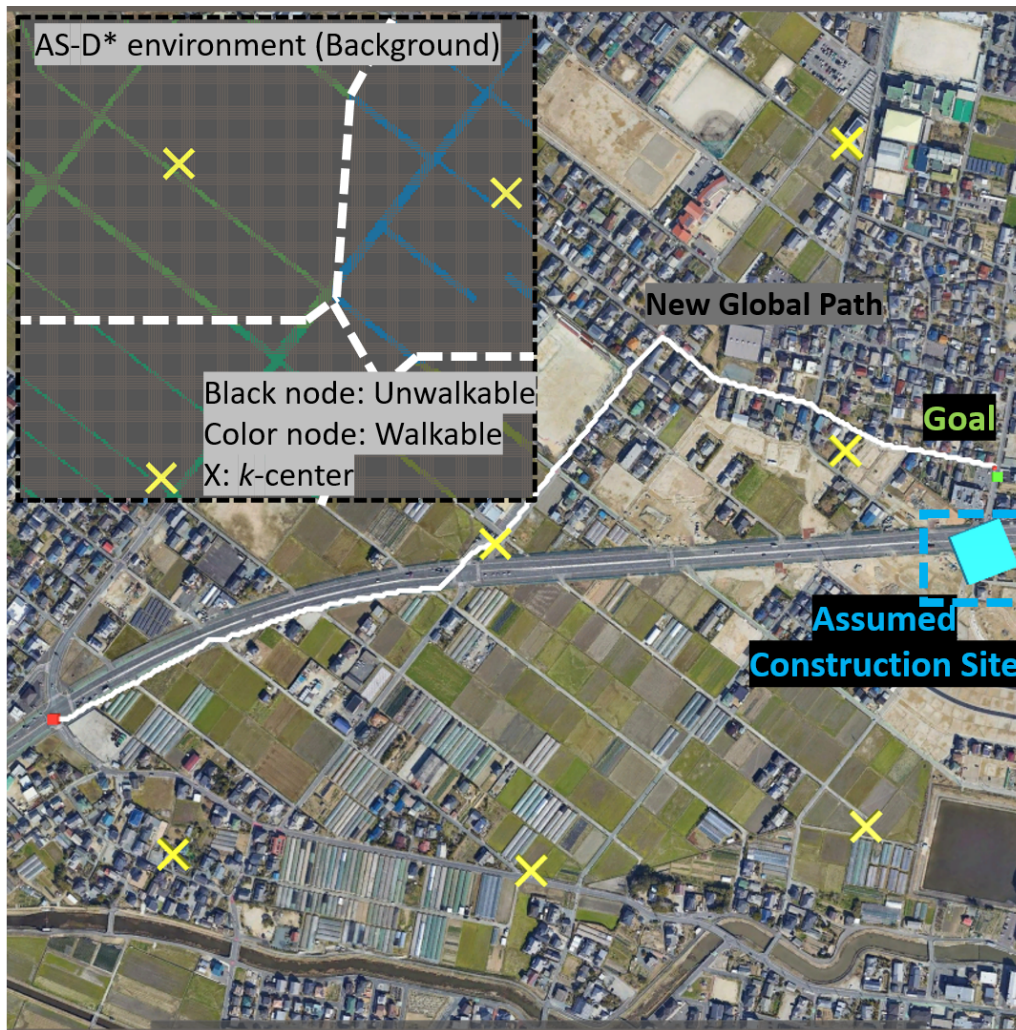 AS-D* environment (Background)
New Global Path
Black node: Unwalkable
Color node: Walkable
X: k-center
Goal
Assumed
Construction Site